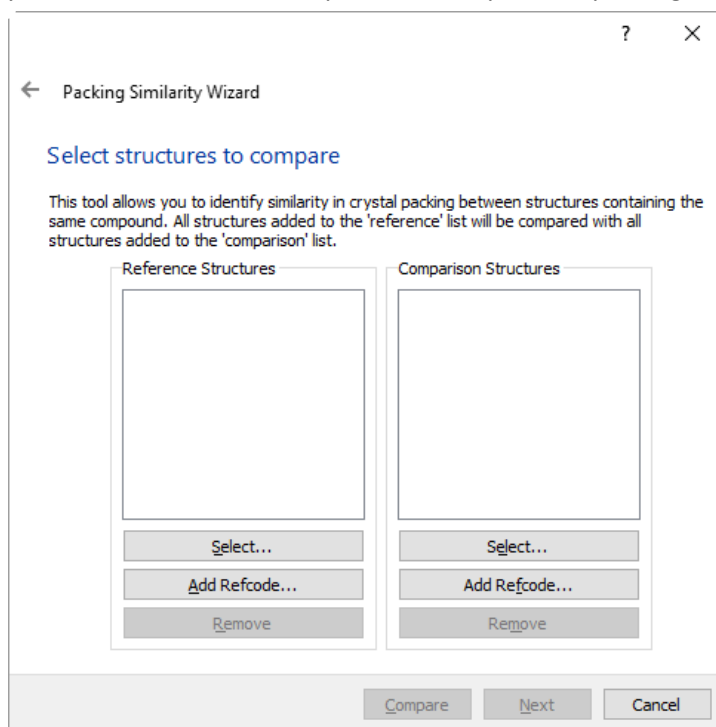 ?
Packing Similarity Wizard
Select structures to compare
This tool allows you to identify similarity in crystal packing between structures containing the
same compound. All structures added to the 'reference' list will be compared with all
structures added to the 'comparison' list.
Reference Structures
Comparison Structures
Select...
Select...
Add Refcode...
Add Refcode...
Remove
Remove
Compare
Next
Cancel